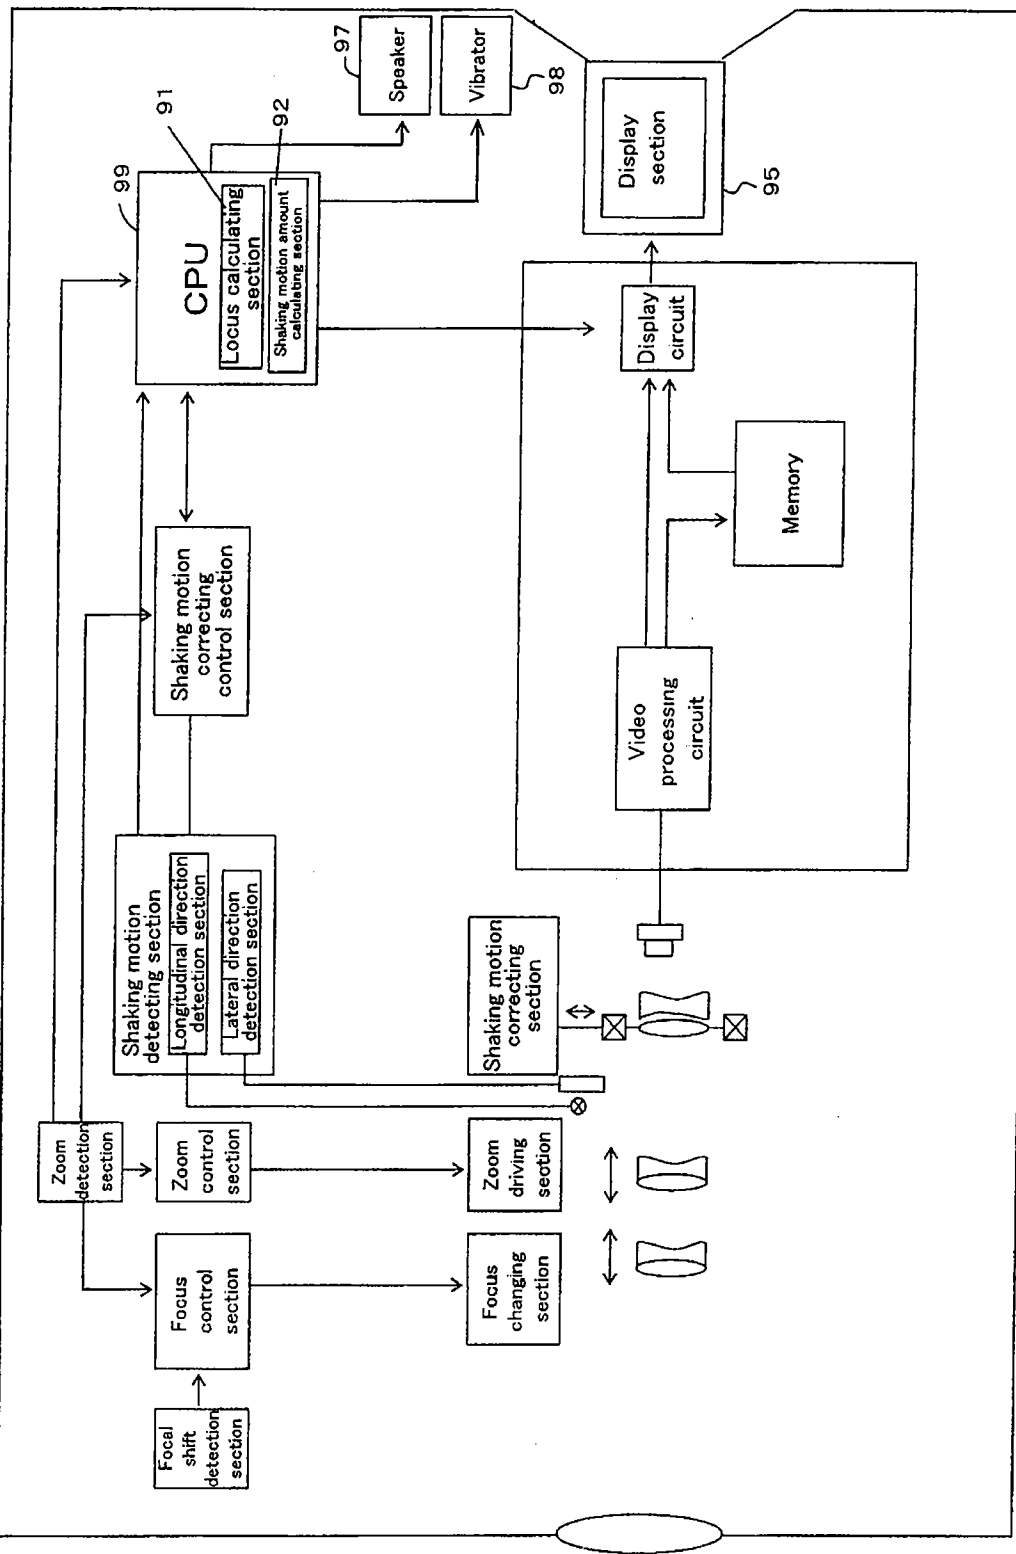 Focal
shift
detection
section
Focus
control
section
Zoom
detection
section
Zoom
control
section
Focus
changing
section
Zoom
driving
section
Shaking motion
detecting section
Longitudinal direction
detection section
Lateral direction
detection section
Shaking motion
correcting
section
Shaking motion
correcting
control section
99
CPU
91
Locus calculating
section
92
Shaking motion amount
calculating section
97
Speaker
Vibrator
98
Video
processing
circuit
Memory
Display
circuit
Display
section
95